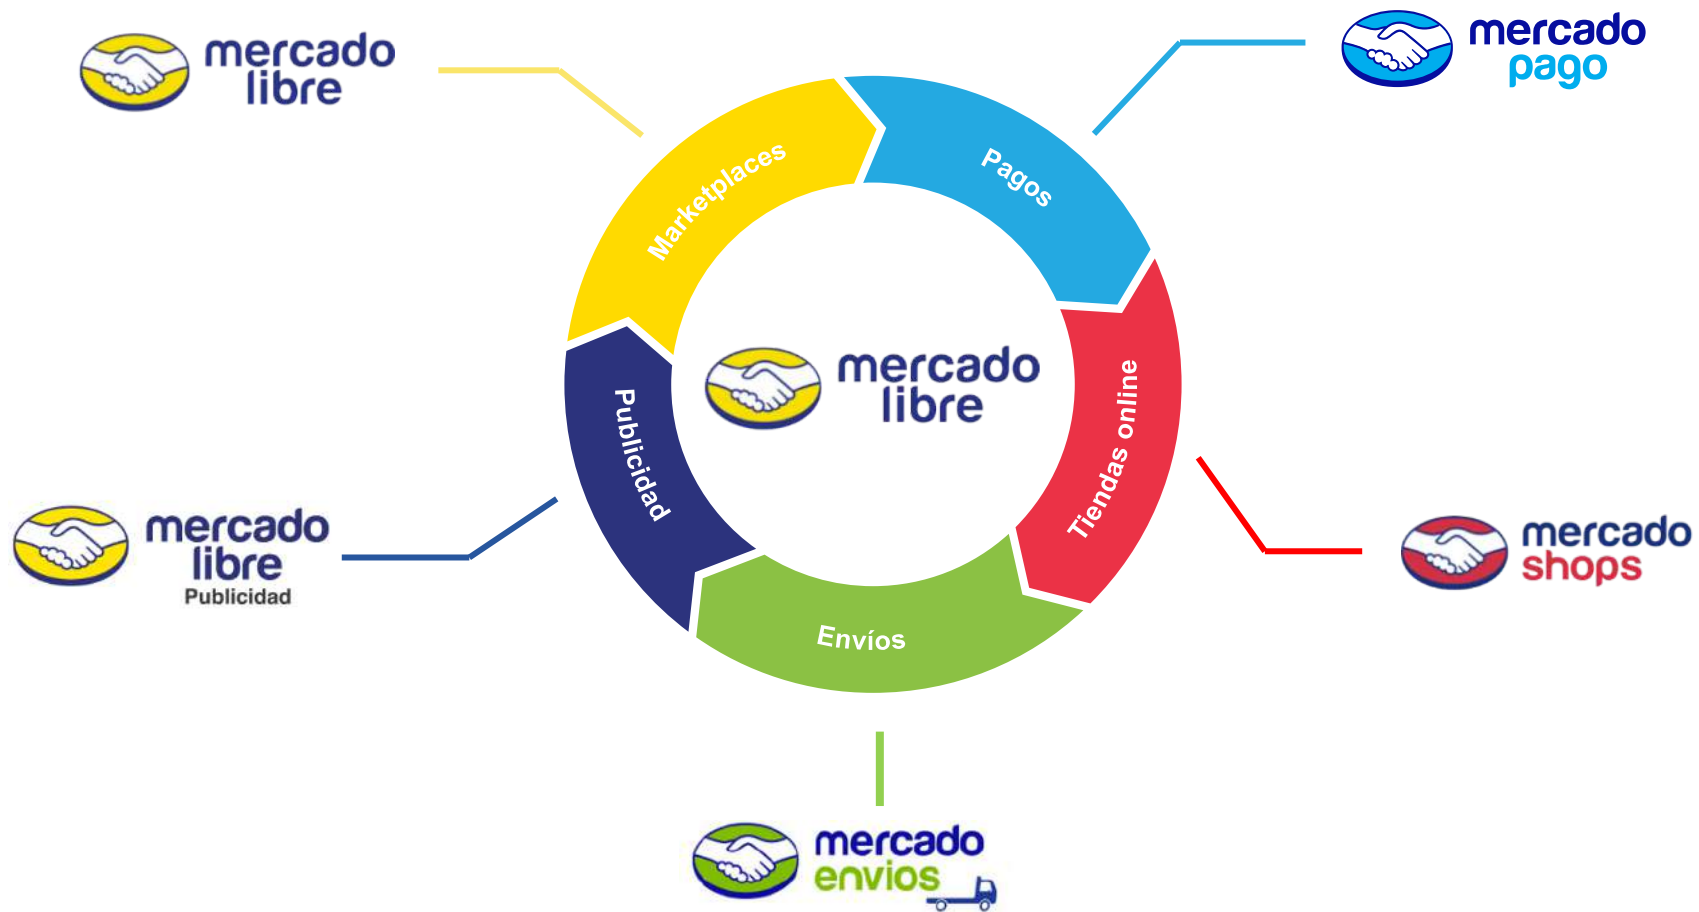 mercado
libre
mercado
pago
Marketplaces
Pagos
mercado
libre
Tiendas online
Publicidad
mercado
libre
Publicidad
mercado
shops
Envíos
mercado
envios